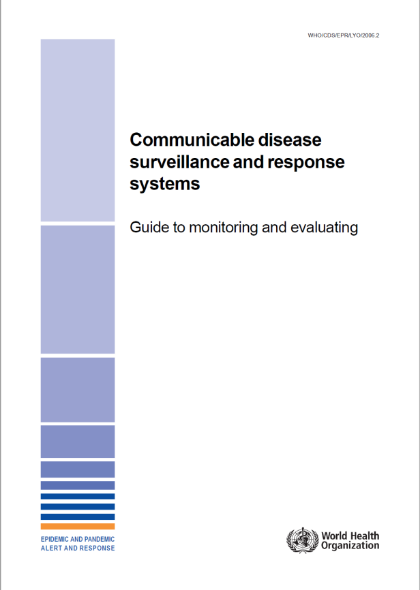 WHO/CDS/EPR/LYO/2006.2
Communicable disease
surveillance and response
systems
Guide to monitoring and evaluating
EPIDEMIC AND PANDEMIC
ALERT AND RESPONSE
World Health
Organization